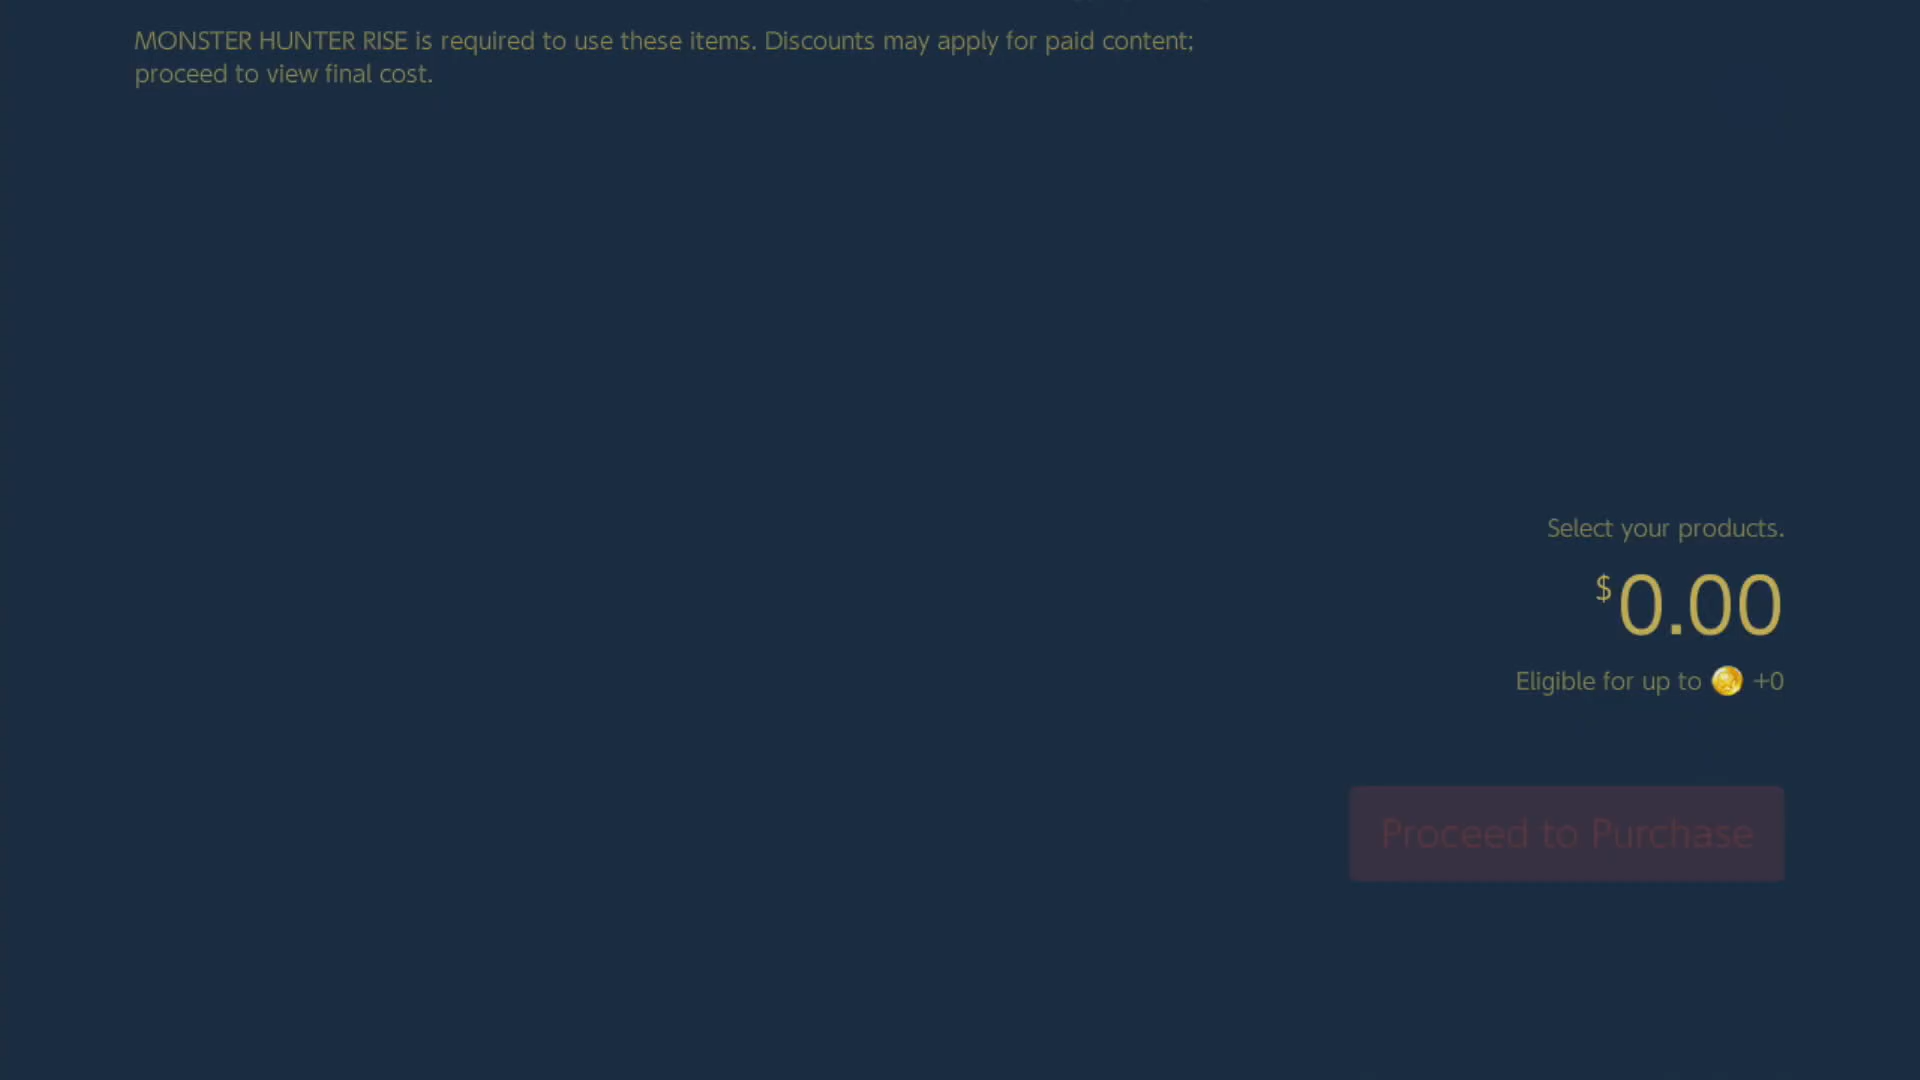 MONSTER HUNTER RISE is required to use these items. Discounts may apply for paid content;
proceed to view final cost.
Select your products.
$0.00
Eligible for up to +0
Proceed to Purchase